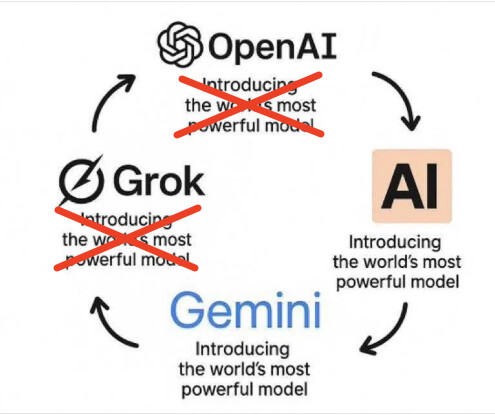 OpenAI
Introducing
the world's most
powerful model
AI
Introducing
the world's most
powerful model
Gemini
Introducing
the world's most
powerful model
Grok
Introducing
the world's most
powerful model